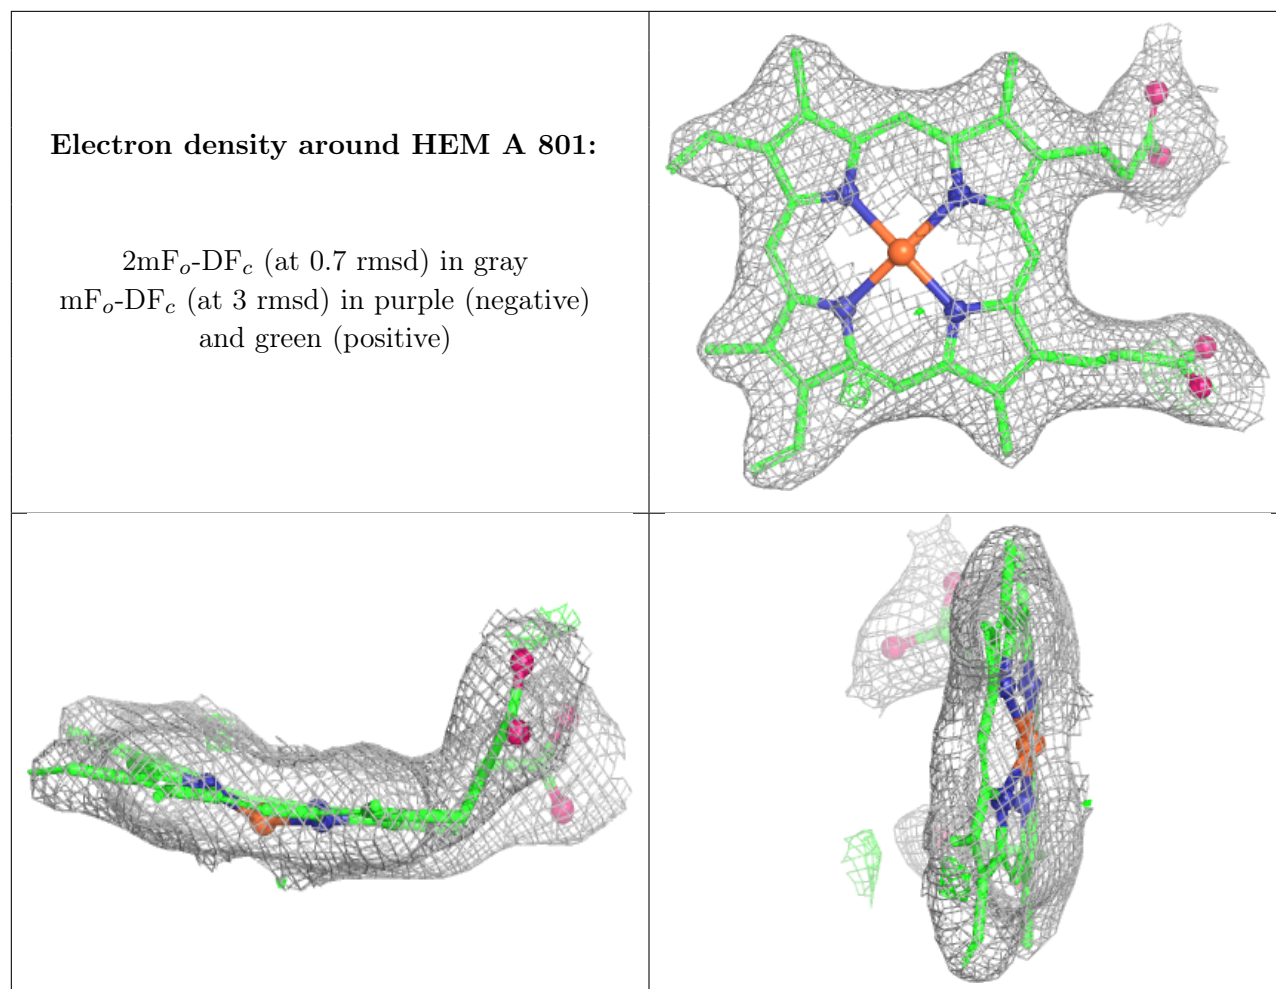 Electron density around HEM A 801:
2mFo-DFc (at 0.7 rmsd) in gray
mFo-DFc (at 3 rmsd) in purple (negative)
and green (positive)